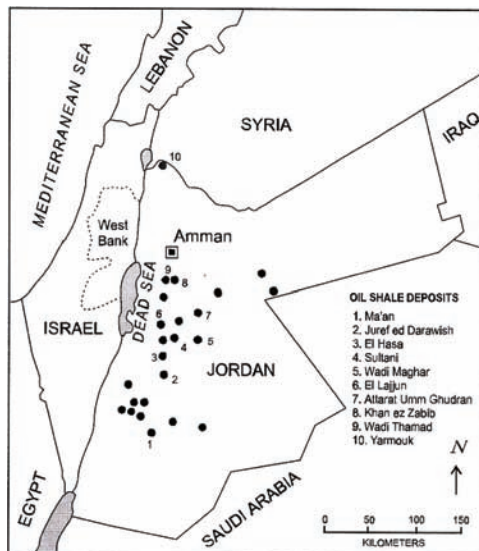 MEDITERRANEAN SEA
LEBANON
SYRIA
IRAQ
10
West
Bank
Amman
9
8
DEAD SEA
6
7
ISRAEL
4
5
3
JORDAN
2
1
EGYPT
SAUDI ARABIA
OIL SHALE DEPOSITS
1. Ma'an
2. Juref ed Darawish
3. El Hasa
4. Sultani
5. Wadi Maghar
6. El Lajjun
7. Attarat Umm Ghudran
8. Khan ez Zabib
9. Wadi Thamad
10. Yarmouk
N
0 50 100 150
KILOMETERS